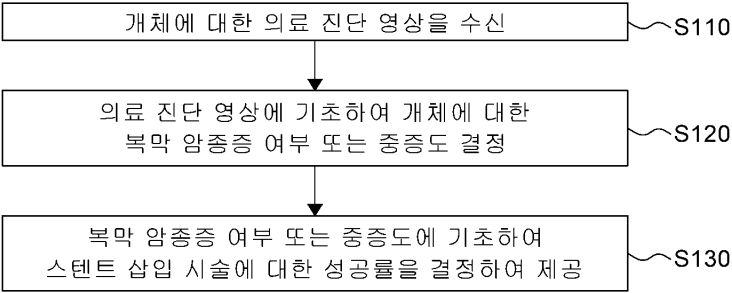 개체에 대한 의료 진단 영상을 수신
S110
의료 진단 영상에 기초하여 개체에 대한
복막 암종증 여부 또는 중증도 결정
S120
복막 암종증 여부 또는 중증도에 기초하여
스텐트 삽입 시술에 대한 성공률을 결정하여 제공
S130